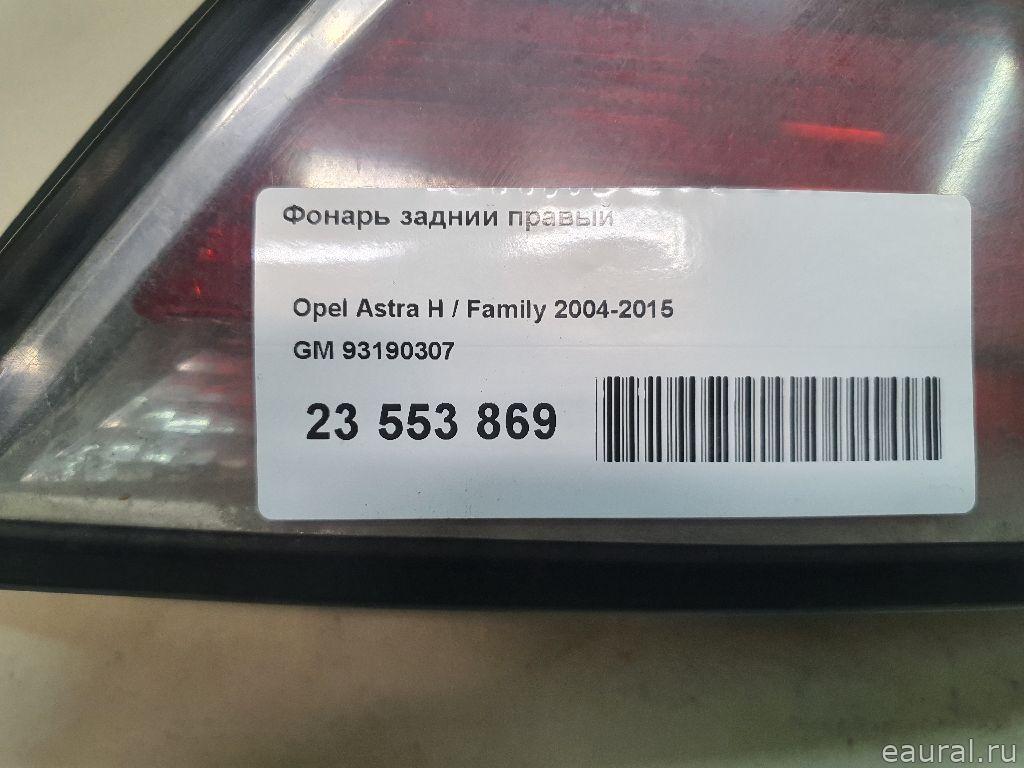 Фонарь задний правый
Opel Astra H / Family 2004-2015
GM 93190307
23 553 869
eaural.ru